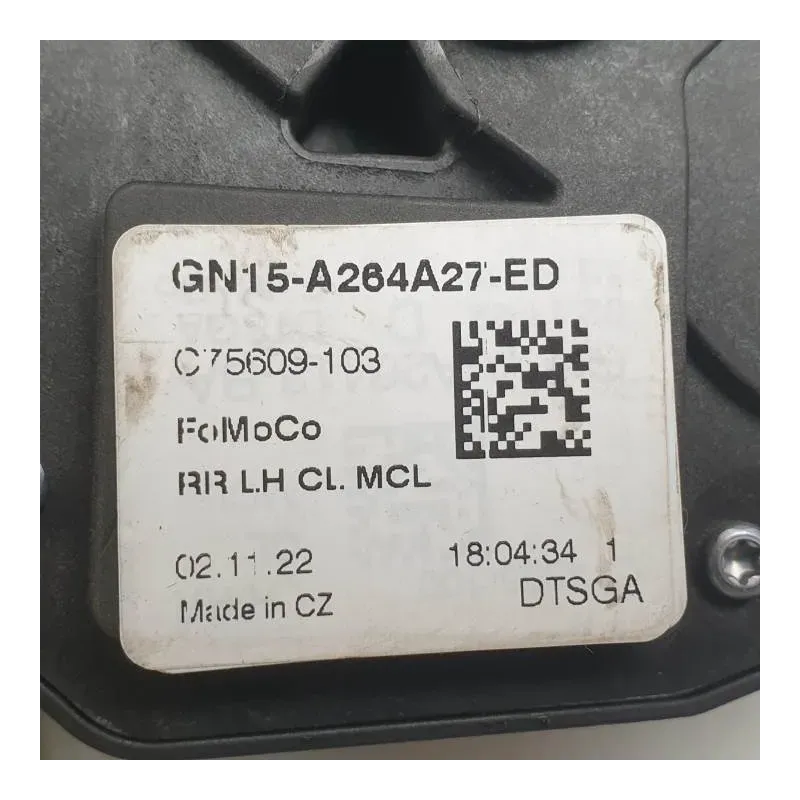 GN15-A264A27-ED
C75609-103
FoMoCo
RR LH CL. MCL
02.11.22 18:04:34 1
Made in CZ DTSGA